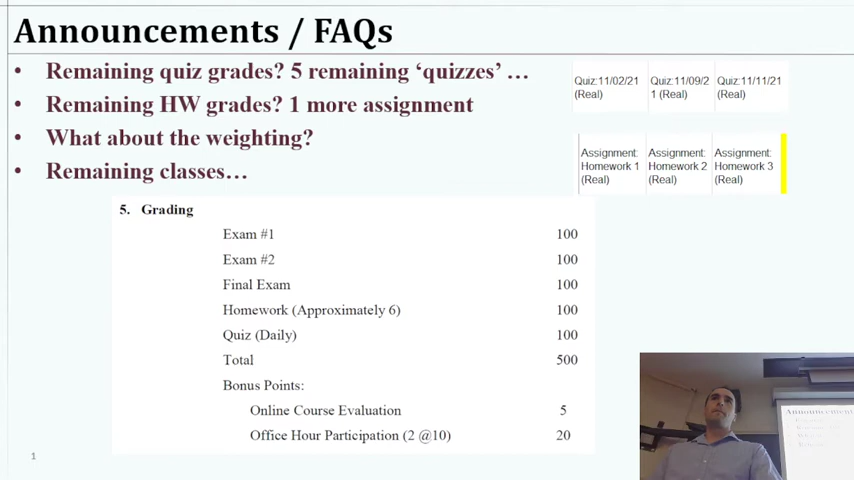 Announcements / FAQs
• Remaining quiz grades? 5 remaining ‘quizzes’ …
• Remaining HW grades? 1 more assignment
• What about the weighting?
• Remaining classes…
Quiz:11/02/21 (Real)
Quiz:11/09/21 (Real)
Quiz:11/11/21 (Real)
Assignment: Homework 1 (Real)
Assignment: Homework 2 (Real)
Assignment: Homework 3 (Real)
5. Grading
Exam #1 100
Exam #2 100
Final Exam 100
Homework (Approximately 6) 100
Quiz (Daily) 100
Total 500
Bonus Points:
Online Course Evaluation 5
Office Hour Participation (2 @10) 20
1
Announcement